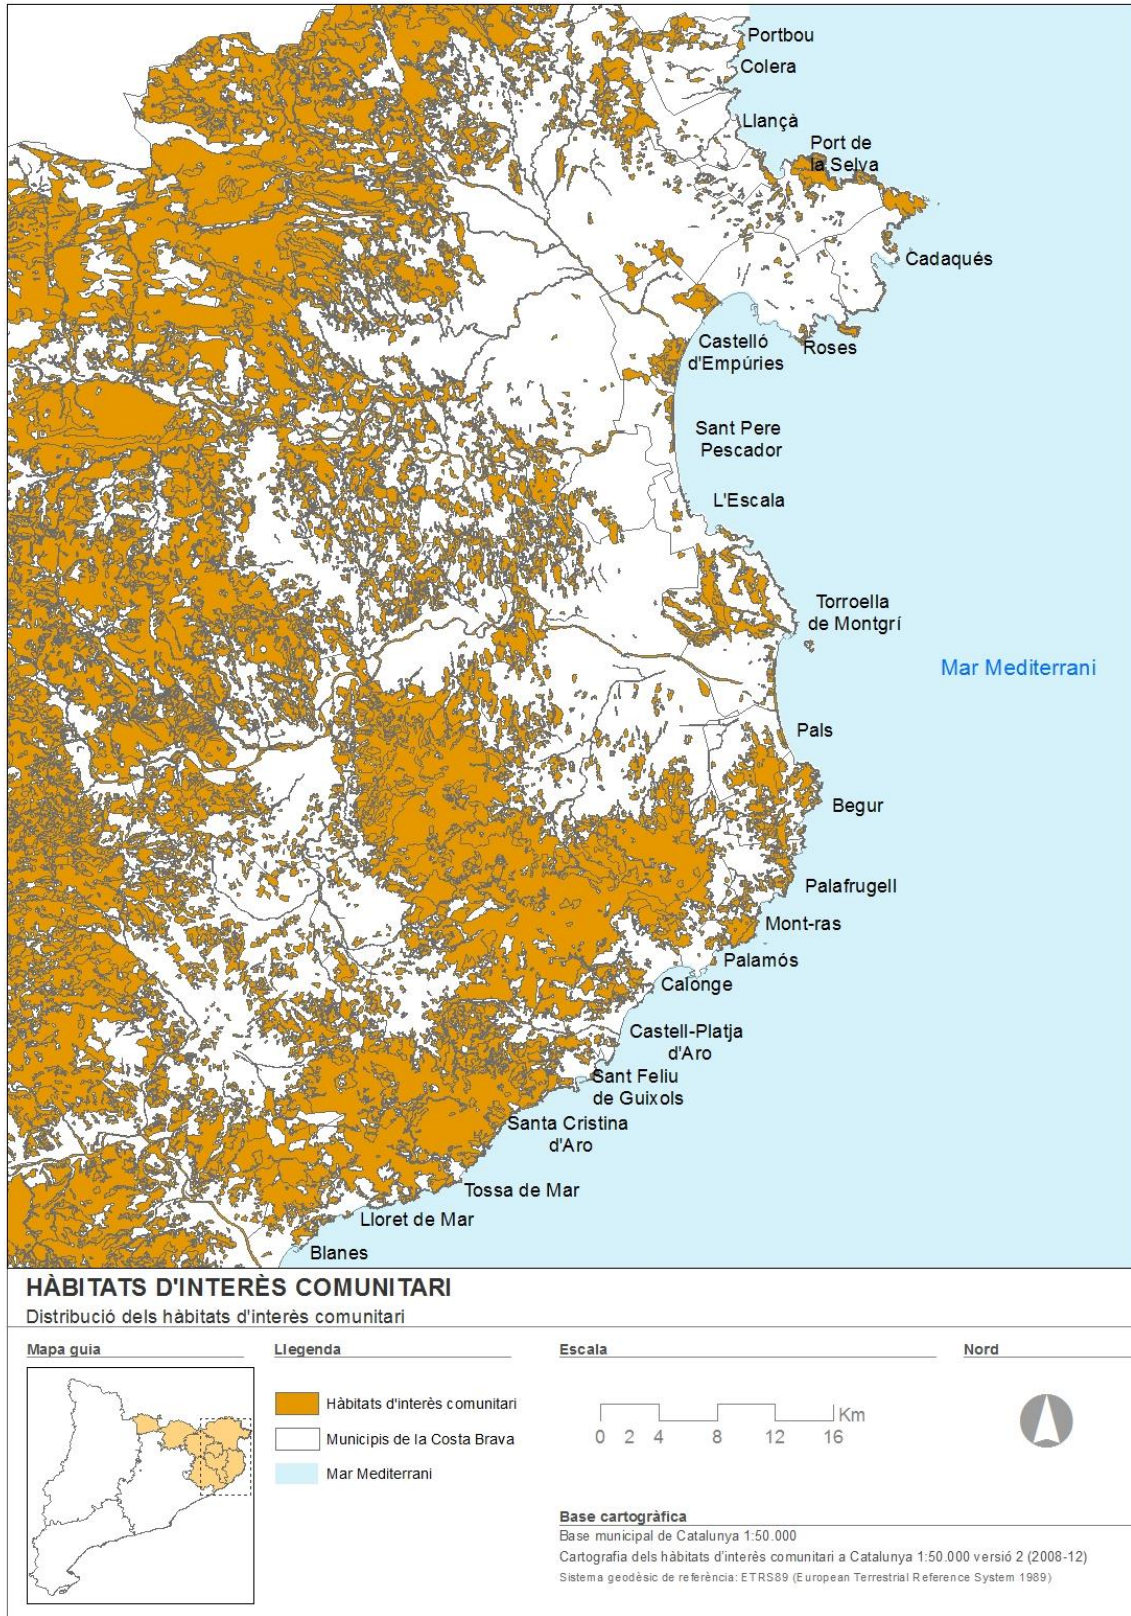 Portbou
Colera
Llançà
Port de
la Selva
Cadaqués
Castelló
d'Empúries
Roses
Sant Pere
Pescador
L'Escala
Torroella
de Montgrí
Mar Mediterrani
Pals
Begur
Palafrugell
Mont-ras
Palamós
Calonge
Castell-Platja
d'Aro
Sant Feliu
de Guíxols
Santa Cristina
d'Aro
Tossa de Mar
Lloret de Mar
Blanes
HÀBITATS D'INTERÈS COMUNITARI
Distribució dels hàbitats d'interès comunitari
Mapa guia
Llegenda
Escala
Nord
Hàbitats d'interès comunitari
Municipis de la Costa Brava
Mar Mediterrani
Km
0 2 4 8 12 16
Base cartogràfica
Base municipal de Catalunya 1:50.000
Cartografia dels hàbitats d'interès comunitari a Catalunya 1:50.000 versió 2 (2008-12)
Sistema geodèsic de referència: ETRS89 (European Terrestrial Reference System 1989)